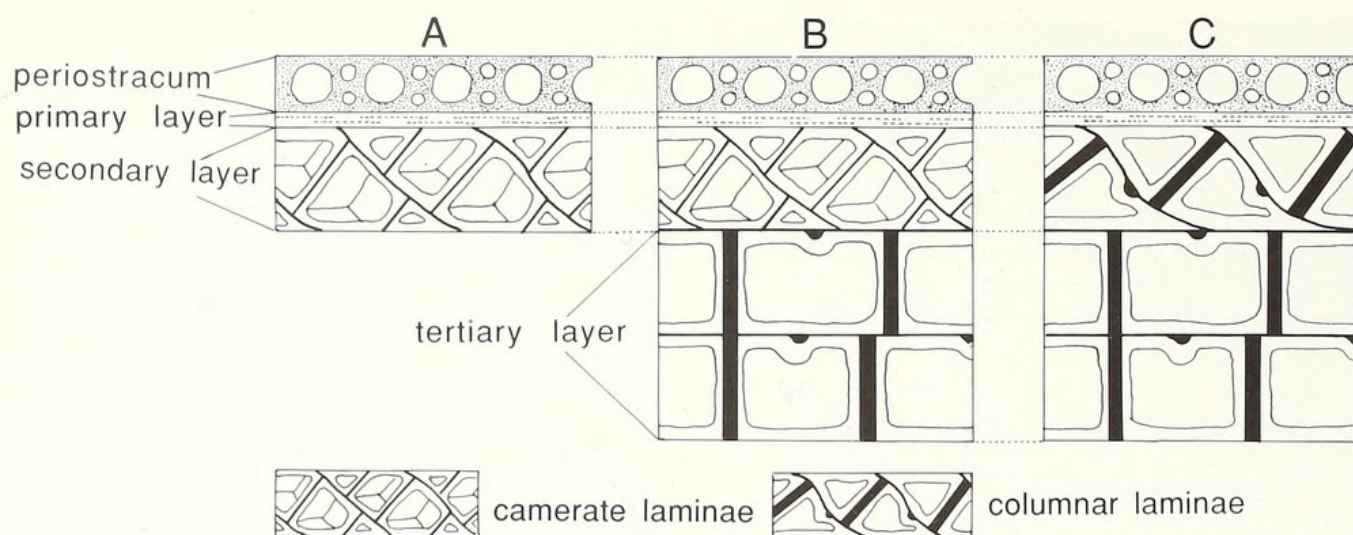 A B C
periostracum
primary layer
secondary layer
tertiary layer
camerate laminae columnar laminae